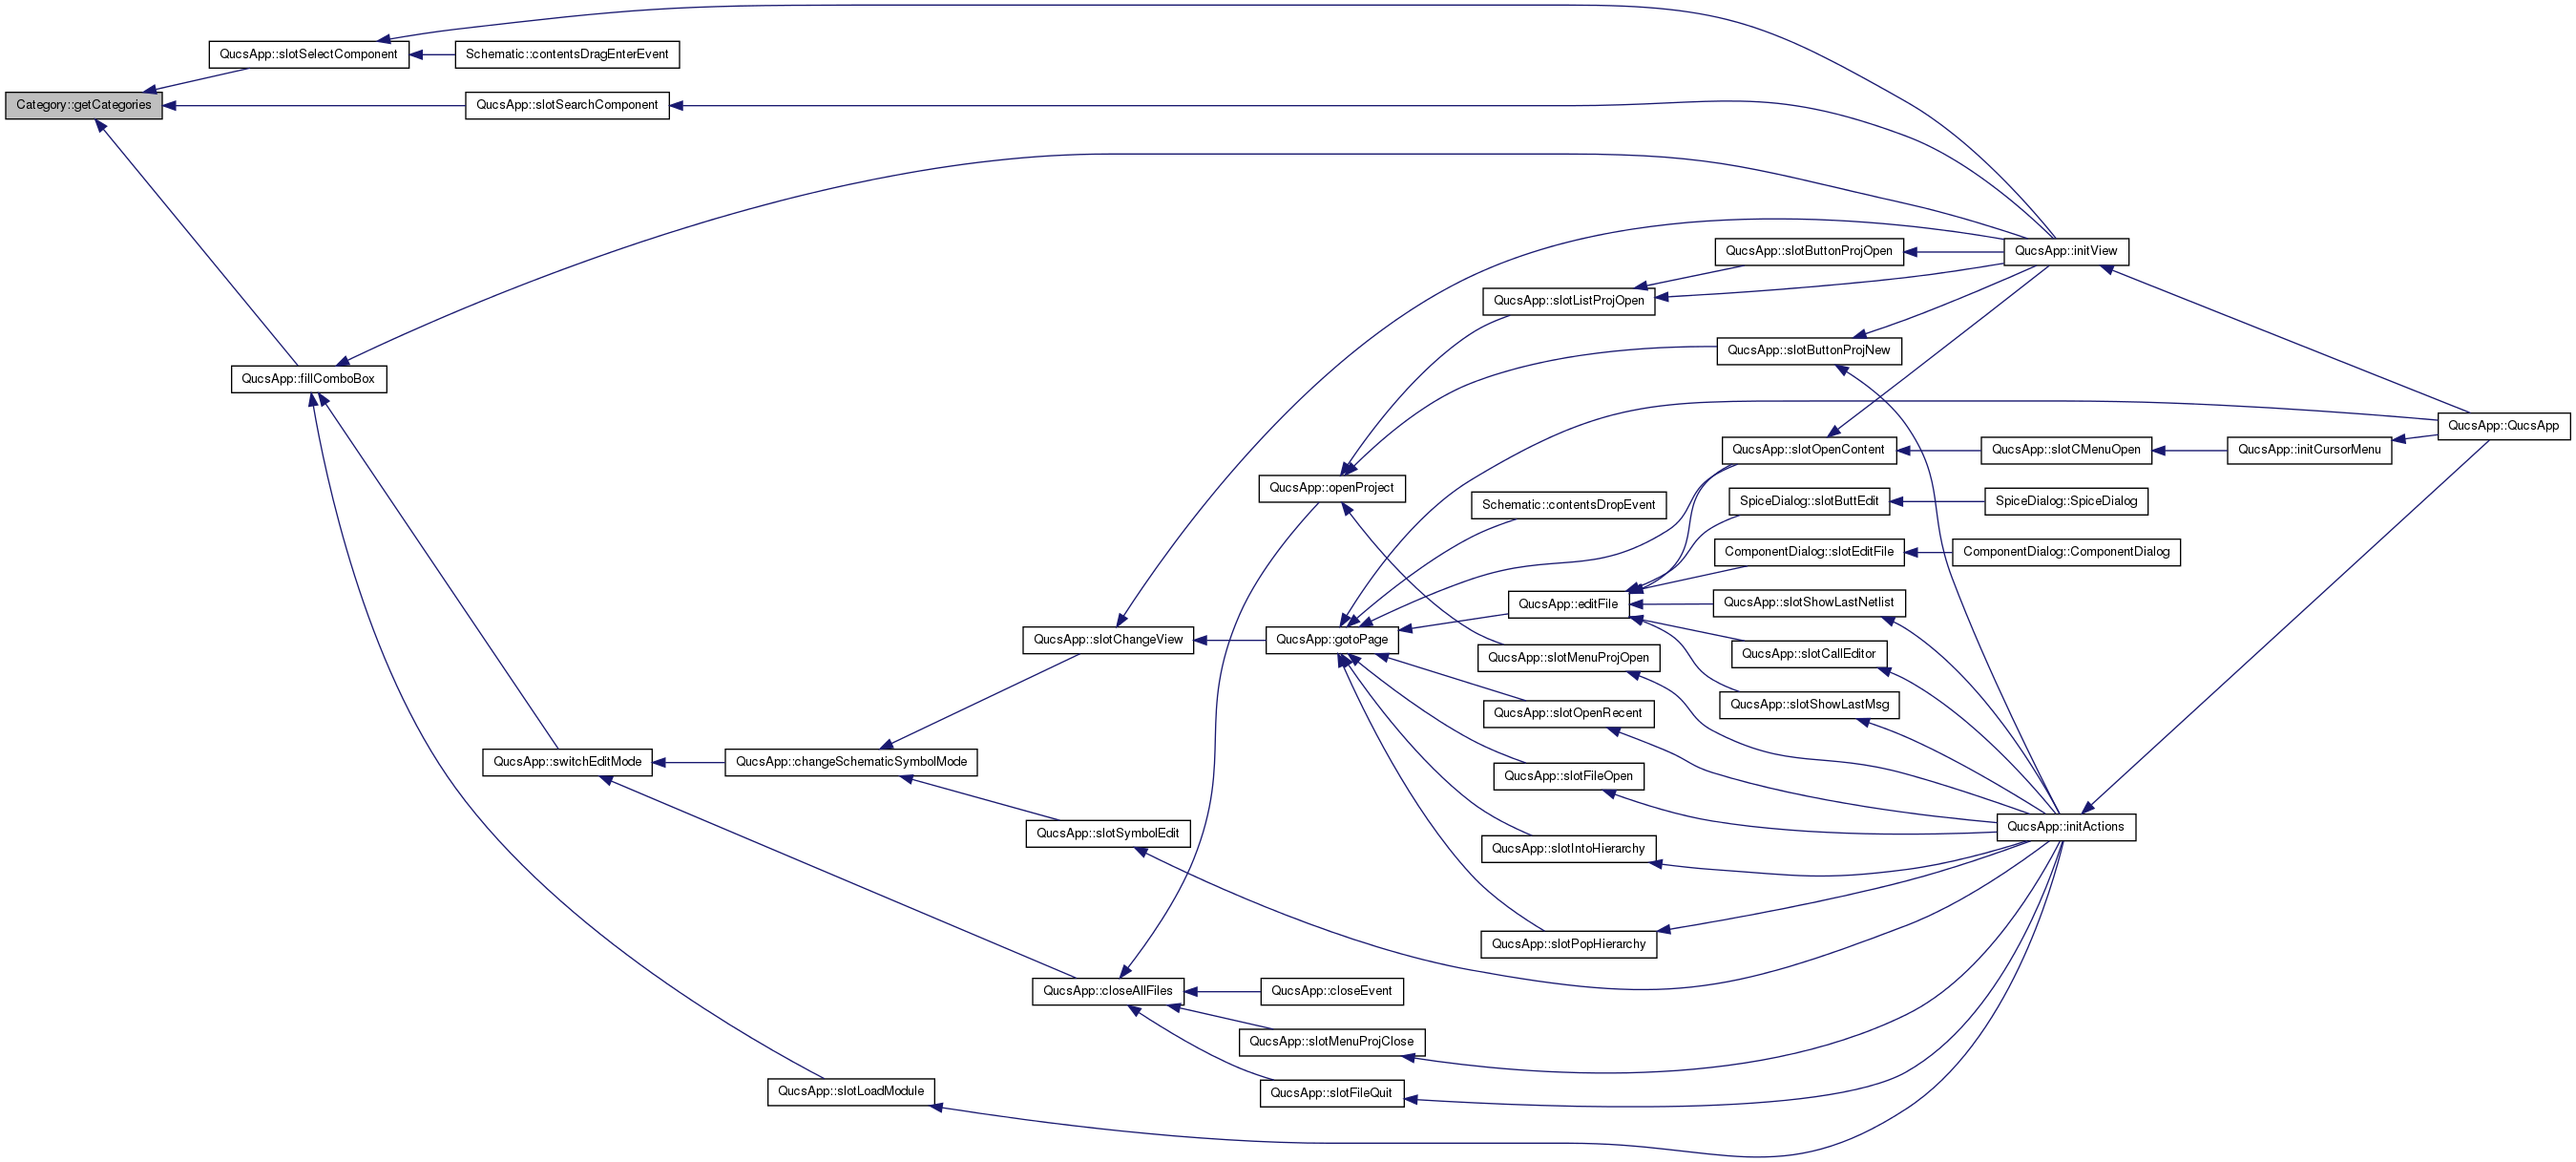 Category::getCategories
QucsApp::slotSelectComponent
Schematic::contentsDragEnterEvent
QucsApp::slotSearchComponent
QucsApp::fillComboBox
QucsApp::switchEditMode
QucsApp::changeSchematicSymbolMode
QucsApp::slotLoadModule
QucsApp::slotChangeView
QucsApp::slotSymbolEdit
QucsApp::closeAllFiles
QucsApp::openProject
QucsApp::gotoPage
QucsApp::closeEvent
QucsApp::slotMenuProjClose
QucsApp::slotFileQuit
QucsApp::slotListProjOpen
Schematic::contentsDropEvent
QucsApp::editFile
QucsApp::slotMenuProjOpen
QucsApp::slotOpenRecent
QucsApp::slotFileOpen
QucsApp::slotIntoHierarchy
QucsApp::slotPopHierarchy
QucsApp::slotButtonProjOpen
QucsApp::slotButtonProjNew
QucsApp::slotOpenContent
SpiceDialog::slotButtEdit
ComponentDialog::slotEditFile
QucsApp::slotShowLastNetlist
QucsApp::slotCallEditor
QucsApp::slotShowLastMsg
QucsApp::initView
QucsApp::slotCMenuOpen
SpiceDialog::SpiceDialog
ComponentDialog::ComponentDialog
QucsApp::initActions
QucsApp::initCursorMenu
QucsApp::QucsApp